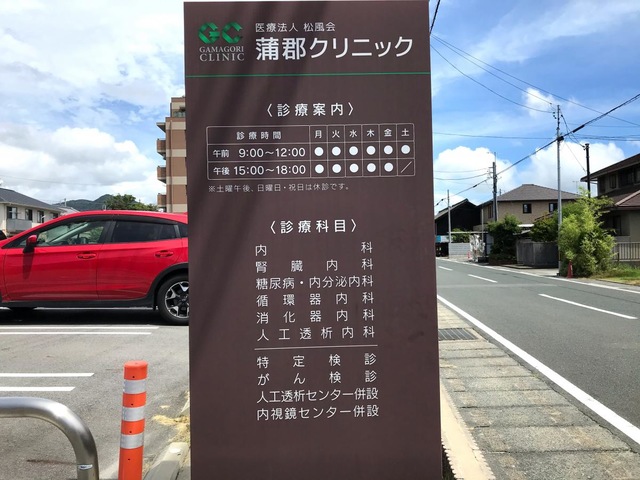 GC
GAMAGORI
CLINIC
医療法人 松風会
蒲郡クリニック
〈診療案内〉
診療時間 月 火 水 木 金 土
午前 9:00〜12:00 ● ● ● ● ● ●
午後 15:00〜18:00 ● ● ● ● ● ／
※土曜午後、日曜日・祝日は休診です。
〈診療科目〉
内科
腎臓内科
糖尿病・内分泌内科
循環器内科
消化器内科
人工透析内科
特定検診
がん検診
人工透析センター併設
内視鏡センター併設